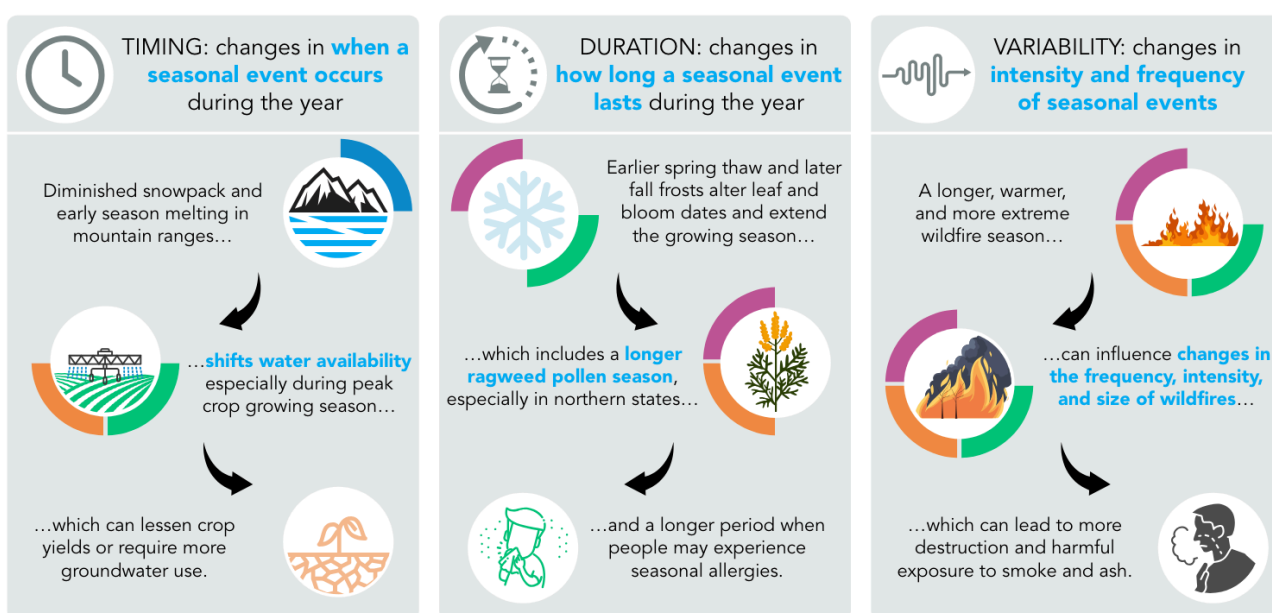 TIMING: changes in when a
seasonal event occurs
during the year
Diminished snowpack and
early season melting in
mountain ranges…
…shifts water availability
especially during peak
crop growing season…
…which can lessen crop
yields or require more
groundwater use.
DURATION: changes in
how long a seasonal event
lasts during the year
Earlier spring thaw and later
fall frosts alter leaf and
bloom dates and extend
the growing season…
…which includes a longer
ragweed pollen season,
especially in northern states…
…and a longer period when
people may experience
seasonal allergies.
VARIABILITY: changes in
intensity and frequency
of seasonal events
A longer, warmer,
and more extreme
wildfire season…
…can influence changes in
the frequency, intensity,
and size of wildfires…
…which can lead to more
destruction and harmful
exposure to smoke and ash.